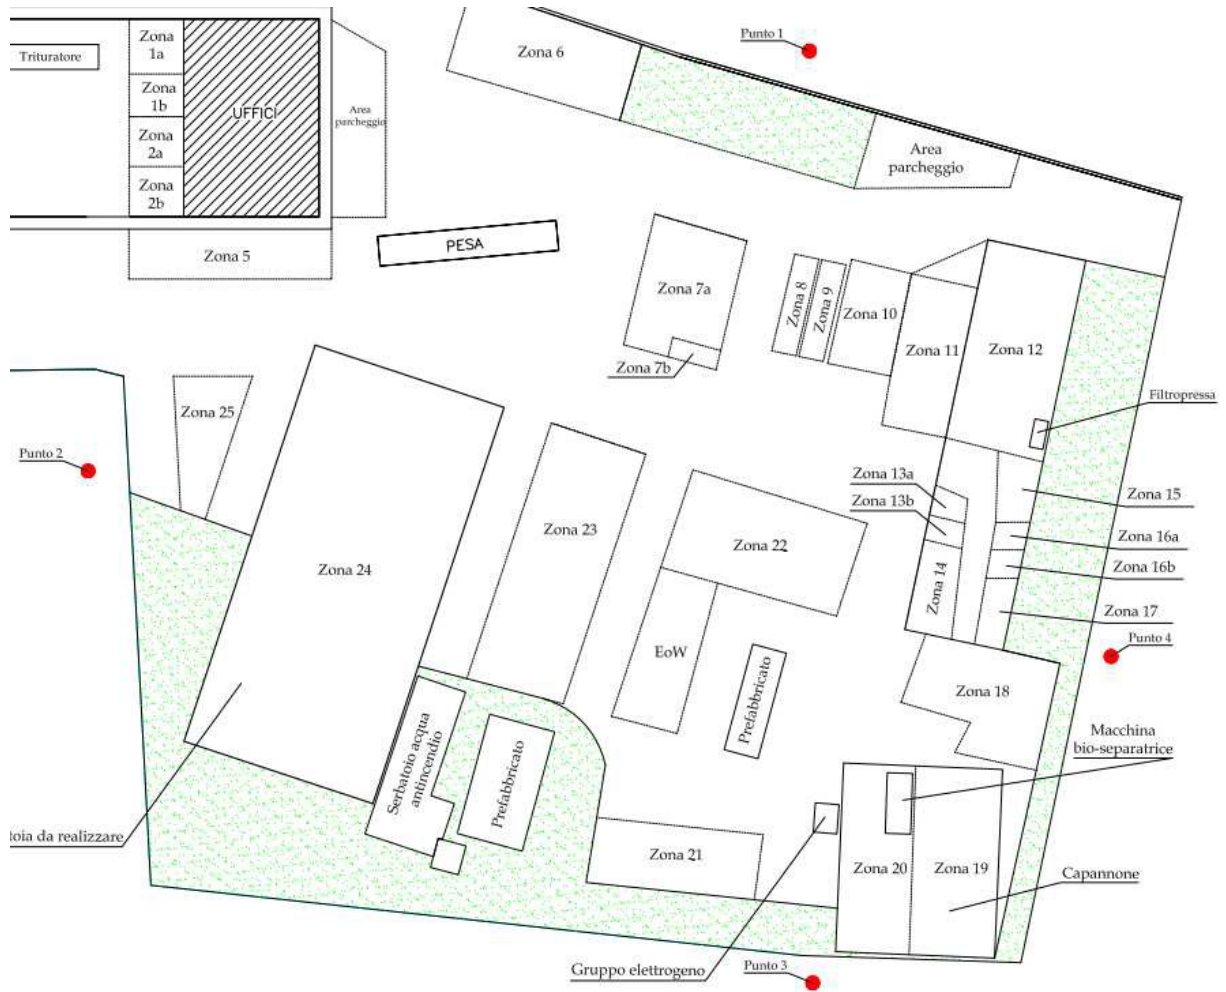 Zona
1a
Trituratore
Zona
1b
Zona
2a
Zona
2b
UFFICI
Area
parcheggio
Zona 5
PESA
Zona 6
Punto 1
Area
parcheggio
Zona 7a
Zona 7b
Zona 8
Zona 9
Zona 10
Zona 11
Zona 12
Filtropressa
Zona 25
Punto 2
Zona 13a
Zona 13b
Zona 14
Zona 15
Zona 16a
Zona 16b
Zona 17
Punto 4
Zona 24
Zona 23
Zona 22
EoW
Prefabbricato
Zona 18
Macchina
bio-separatrice
Serbatoio acqua
antincendio
Prefabbricato
toia da realizzare
Zona 21
Zona 20
Zona 19
Capannone
Gruppo elettrogeno
Punto 3